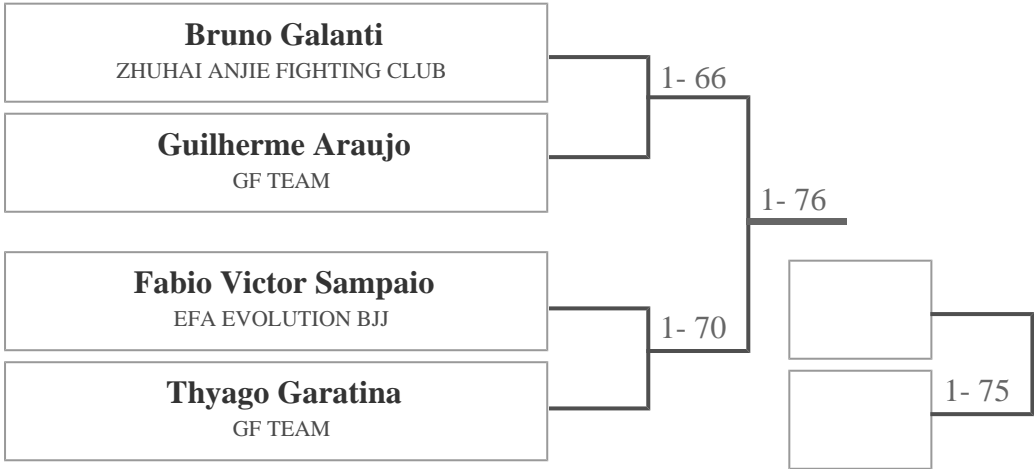 Bruno Galanti
ZHUHAI ANJIE FIGHTING CLUB
1- 66
Guilherme Araujo
GF TEAM
1- 76
Fabio Victor Sampaio
EFA EVOLUTION BJJ
1- 70
Thyago Garatina
GF TEAM
1- 75